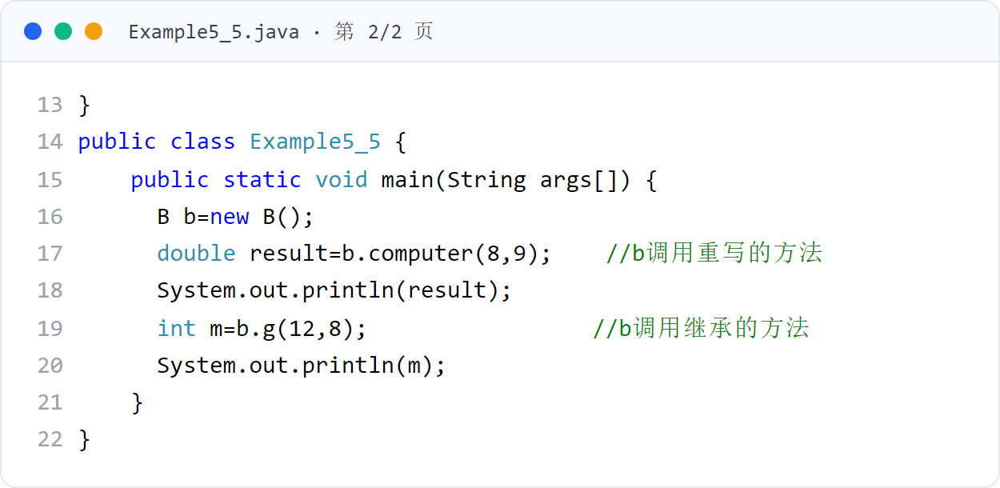 Example5_5.java · 第 2/2 页
13 }
14 public class Example5_5 {
15     public static void main(String args[]) {
16       B b=new B();
17       double result=b.computer(8,9);    //b调用重写的方法
18       System.out.println(result);
19       int m=b.g(12,8);                 //b调用继承的方法
20       System.out.println(m);
21     }
22 }